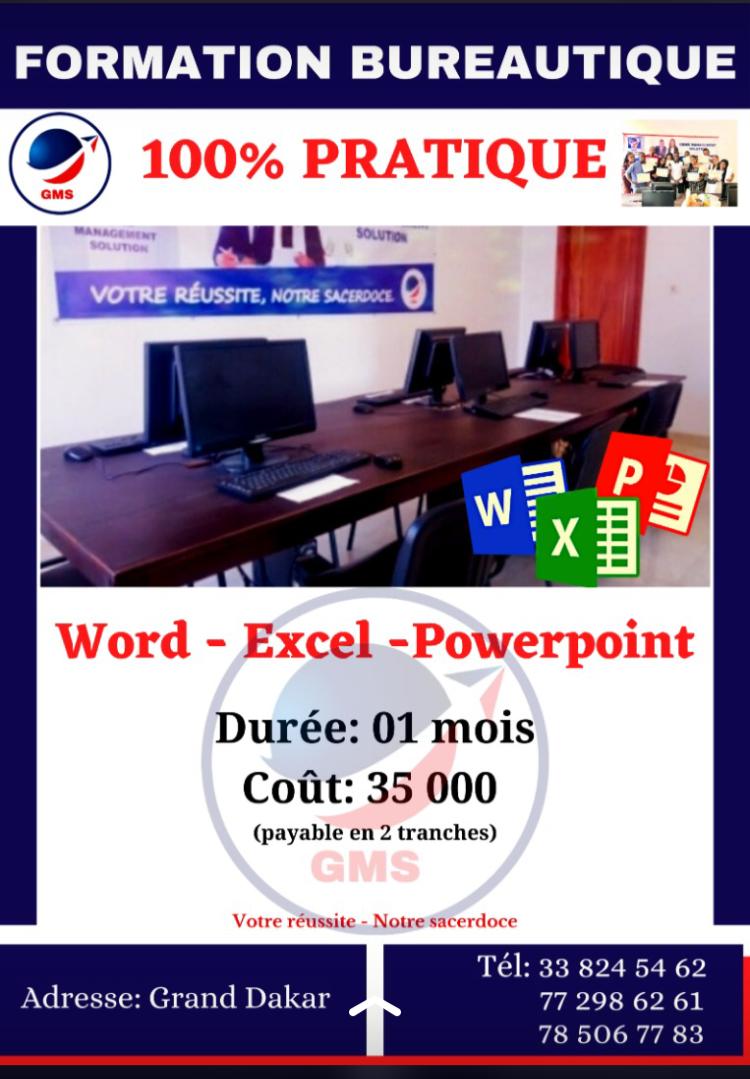 FORMATION BUREAUTIQUE
GMS
100% PRATIQUE
MANAGEMENT
SOLUTION
SOLUTION
VOTRE RÉUSSITE, NOTRE SACERDOCE.
W
X
P
Word - Excel -Powerpoint
Durée: 01 mois
Coût: 35 000
(payable en 2 tranches)
GMS
Votre réussite - Notre sacerdoce
Adresse: Grand Dakar
Tél: 33 824 54 62
77 298 62 61
78 506 77 83